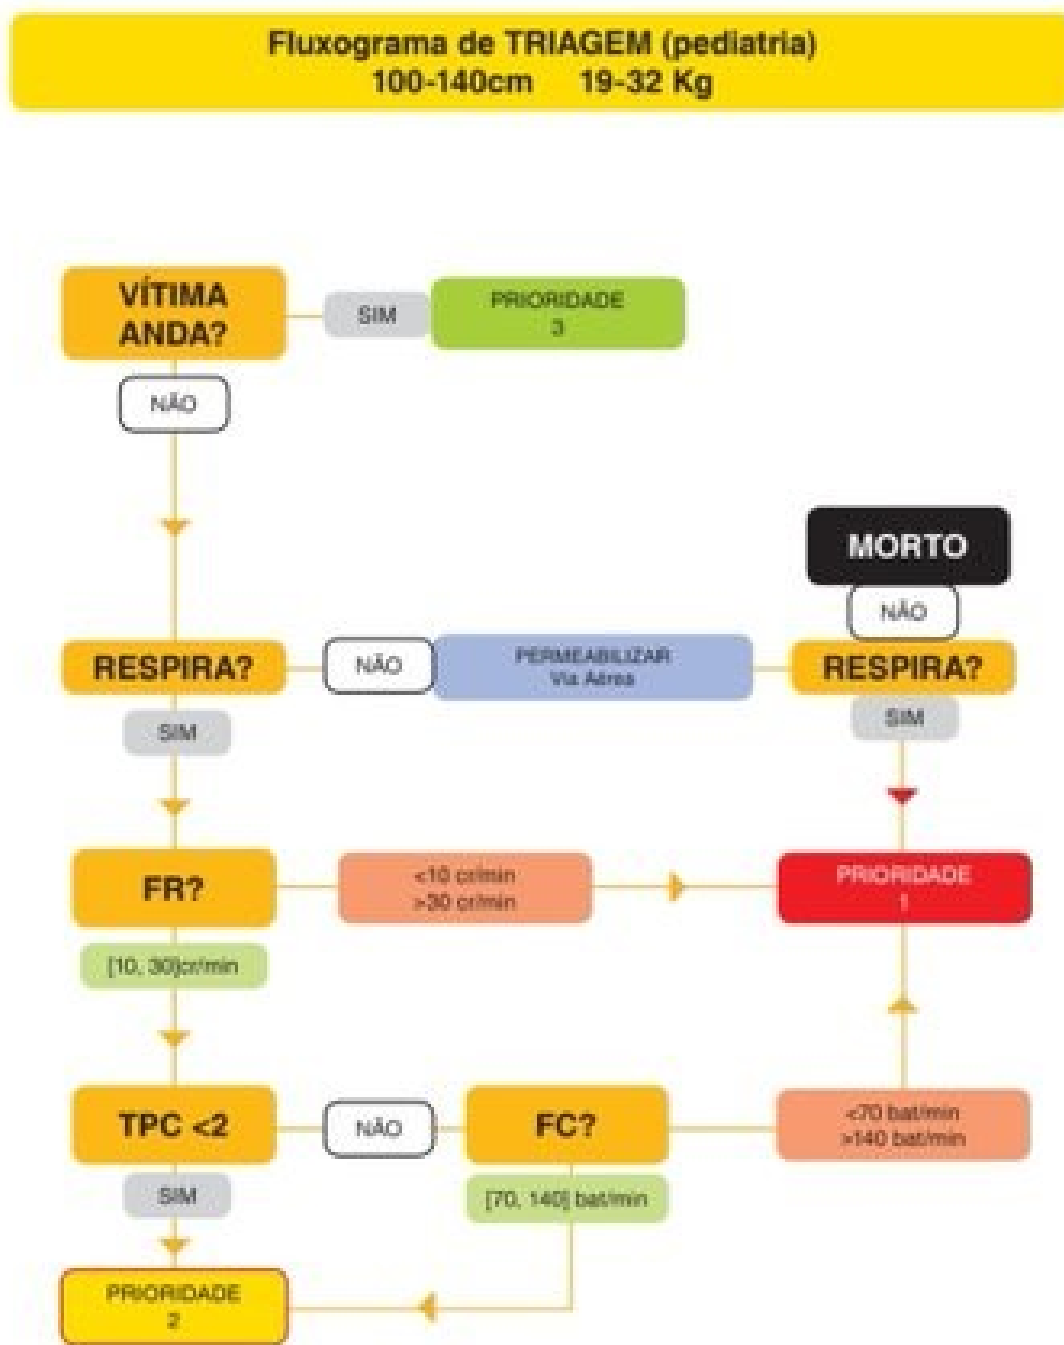 Fluxograma de TRIAGEM (pediatria)
100-140cm 19-32 Kg
VÍTIMA
ANDA?
SIM
PRIORIDADE
3
NÃO
MORTO
NÃO
RESPIRA?
NÃO
PERMEABILIZAR
Via Aérea
RESPIRA?
SIM
SIM
FR?
<10 cr/min
>30 cr/min
PRIORIDADE
1
[10, 30]cr/min
TPC <2
NÃO
FC?
<70 bat/min
>140 bat/min
SIM
[70, 140] bat/min
PRIORIDADE
2